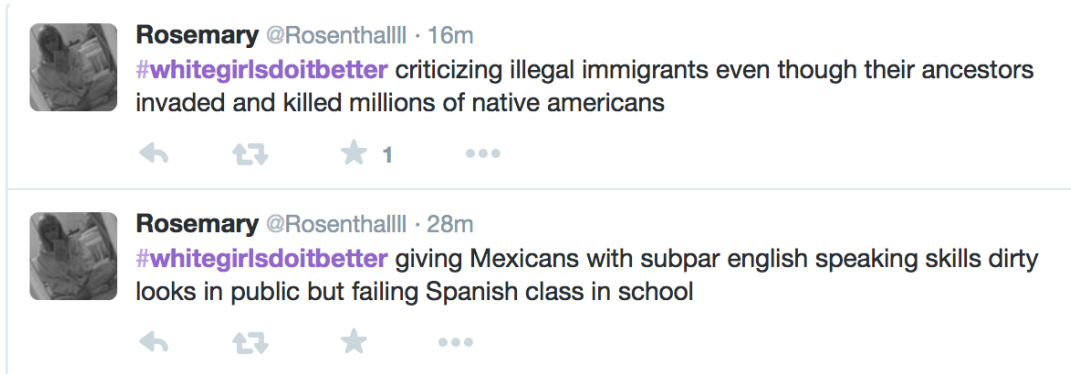 Rosemary @Rosenthallll · 16m
#whitegirlsdoitbetter criticizing illegal immigrants even though their ancestors
invaded and killed millions of native americans
1
Rosemary @Rosenthallll · 28m
#whitegirlsdoitbetter giving Mexicans with subpar english speaking skills dirty
looks in public but failing Spanish class in school